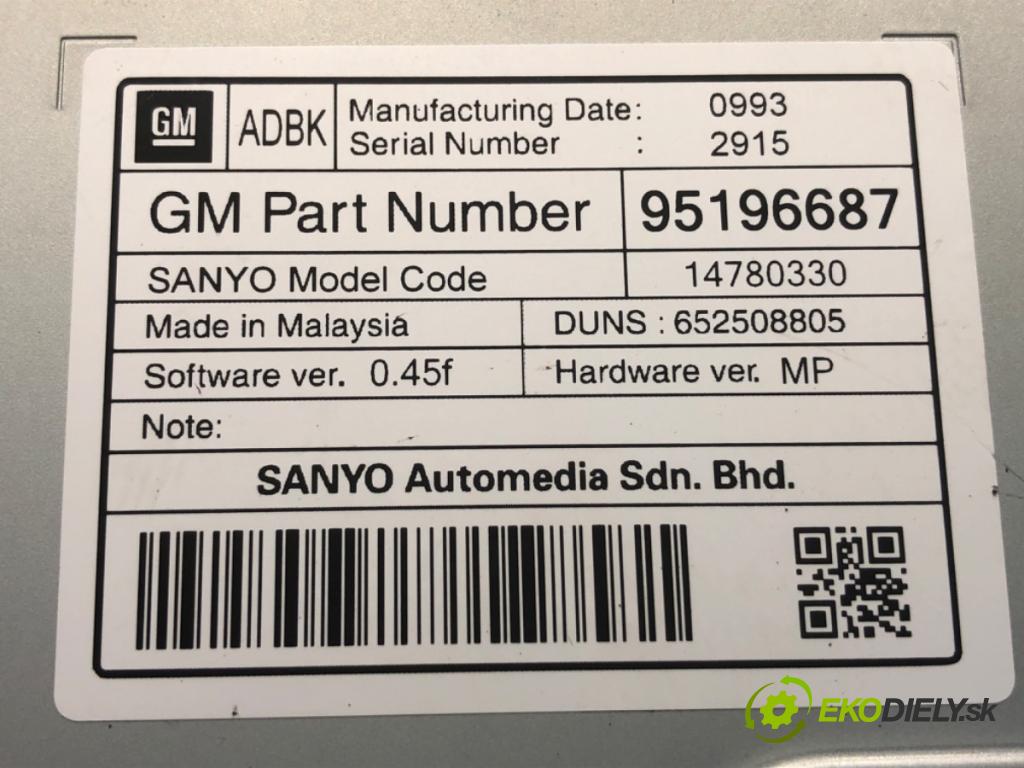 GM ADBK Manufacturing Date: 0993
Serial Number : 2915
GM Part Number 95196687
SANYO Model Code 14780330
Made in Malaysia DUNS : 652508805
Software ver. 0.45f Hardware ver. MP
Note:
SANYO Automedia Sdn. Bhd.
EKODIELY.sk